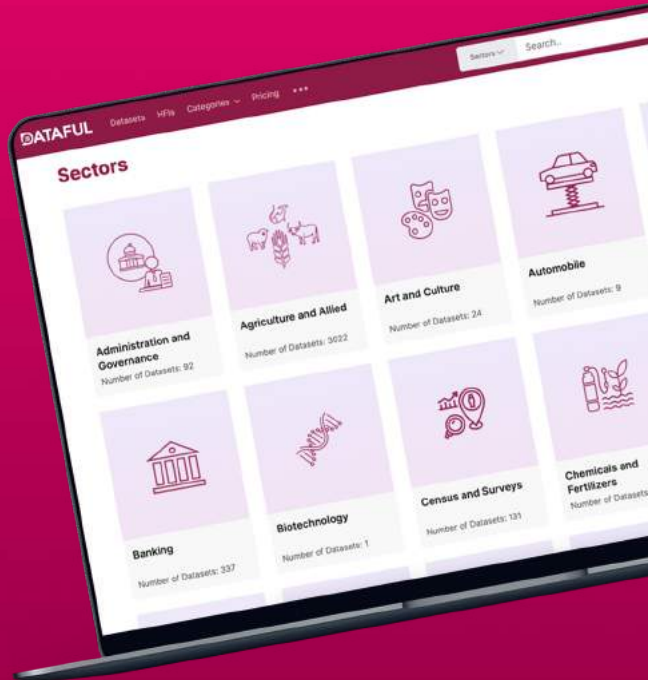 DATAFUL
Datasets
HFIs
Categories
Pricing
Sectors
Search..
Sectors
Administration and
Governance
Number of Datasets: 92
Agriculture and Allied
Number of Datasets: 3022
Art and Culture
Number of Datasets: 24
Automobile
Number of Datasets: 9
Banking
Number of Datasets: 337
Biotechnology
Number of Datasets: 1
Census and Surveys
Number of Datasets: 131
Chemicals and
Fertilizers
Number of Datasets